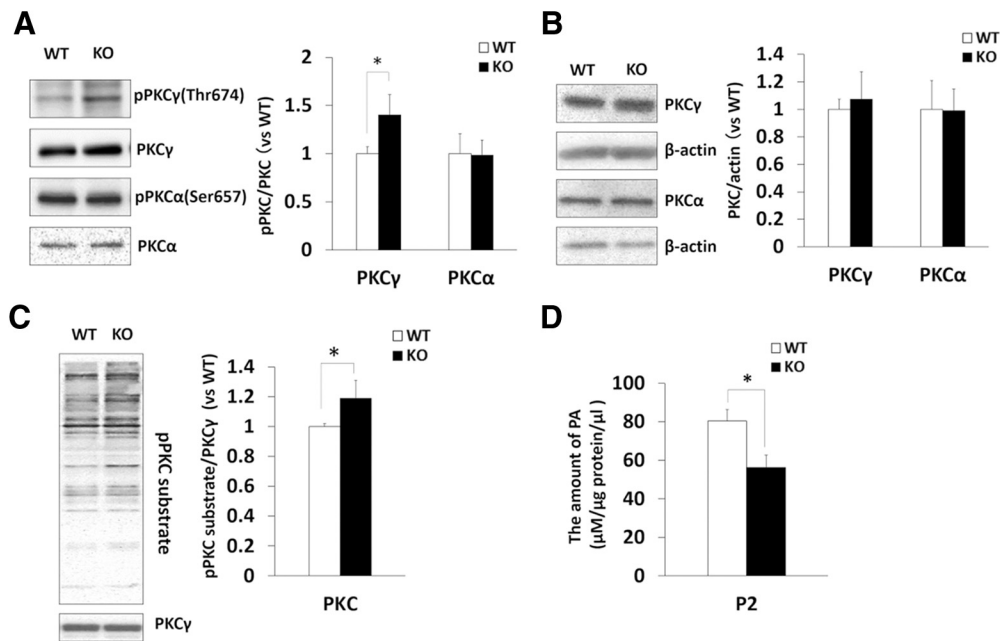 A
WT KO
pPKCγ(Thr674)
PKCγ
pPKCα(Ser657)
PKCα
pPKC/PKC (vs WT)
2
1.5
1
0.5
0
*
WT
KO
PKCγ PKCα
B
WT KO
PKCγ
β-actin
PKCα
β-actin
PKC/actin (vs WT)
1.4
1.2
1
0.8
0.6
0.4
0.2
0
WT
KO
PKCγ PKCα
C
WT KO
pPKC substrate
PKCγ
pPKC substrate/PKCγ (vs WT)
1.4
1.2
1
0.8
0.6
0.4
0.2
0
*
WT
KO
PKC
D
WT
KO
The amount of PA
(μM/μg protein/μl )
100
80
60
40
20
0
*
P2